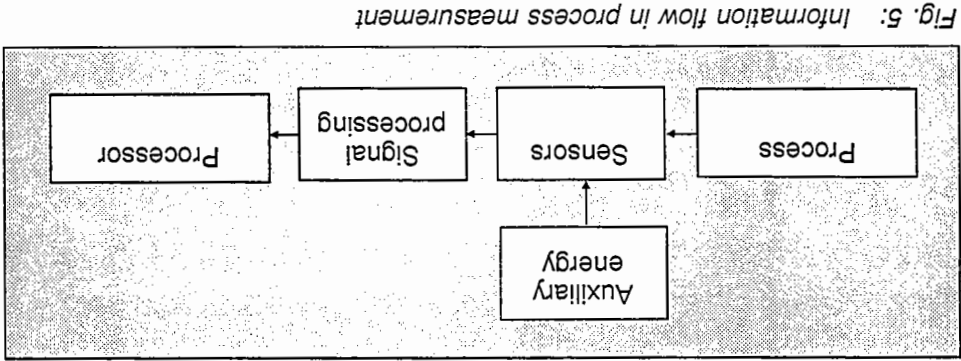 Auxiliary
energy
Process
Sensors
Signal
processing
Processor
Fig. 5: Information flow in process measurement